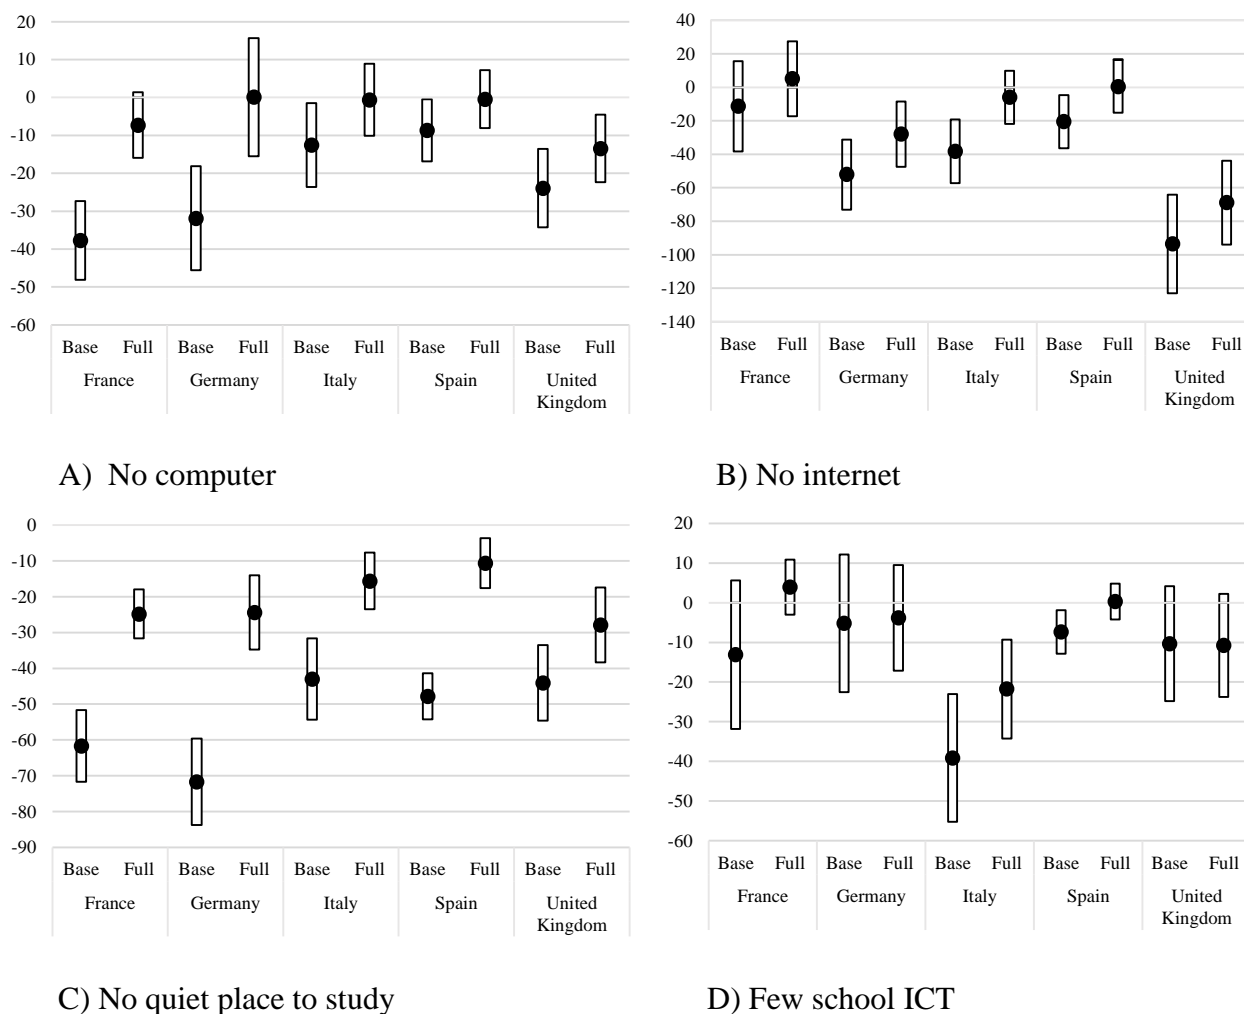 20
10
0
-10
-20
-30
-40
-50
-60
Base Full Base Full Base Full Base Full Base Full
France Germany Italy Spain United
Kingdom
A) No computer
40
20
0
-20
-40
-60
-80
-100
-120
-140
Base Full Base Full Base Full Base Full Base Full
France Germany Italy Spain United
Kingdom
B) No internet
0
-10
-20
-30
-40
-50
-60
-70
-80
-90
Base Full Base Full Base Full Base Full Base Full
France Germany Italy Spain United
Kingdom
C) No quiet place to study
20
10
0
-10
-20
-30
-40
-50
-60
Base Full Base Full Base Full Base Full Base Full
France Germany Italy Spain United
Kingdom
D) Few school ICT